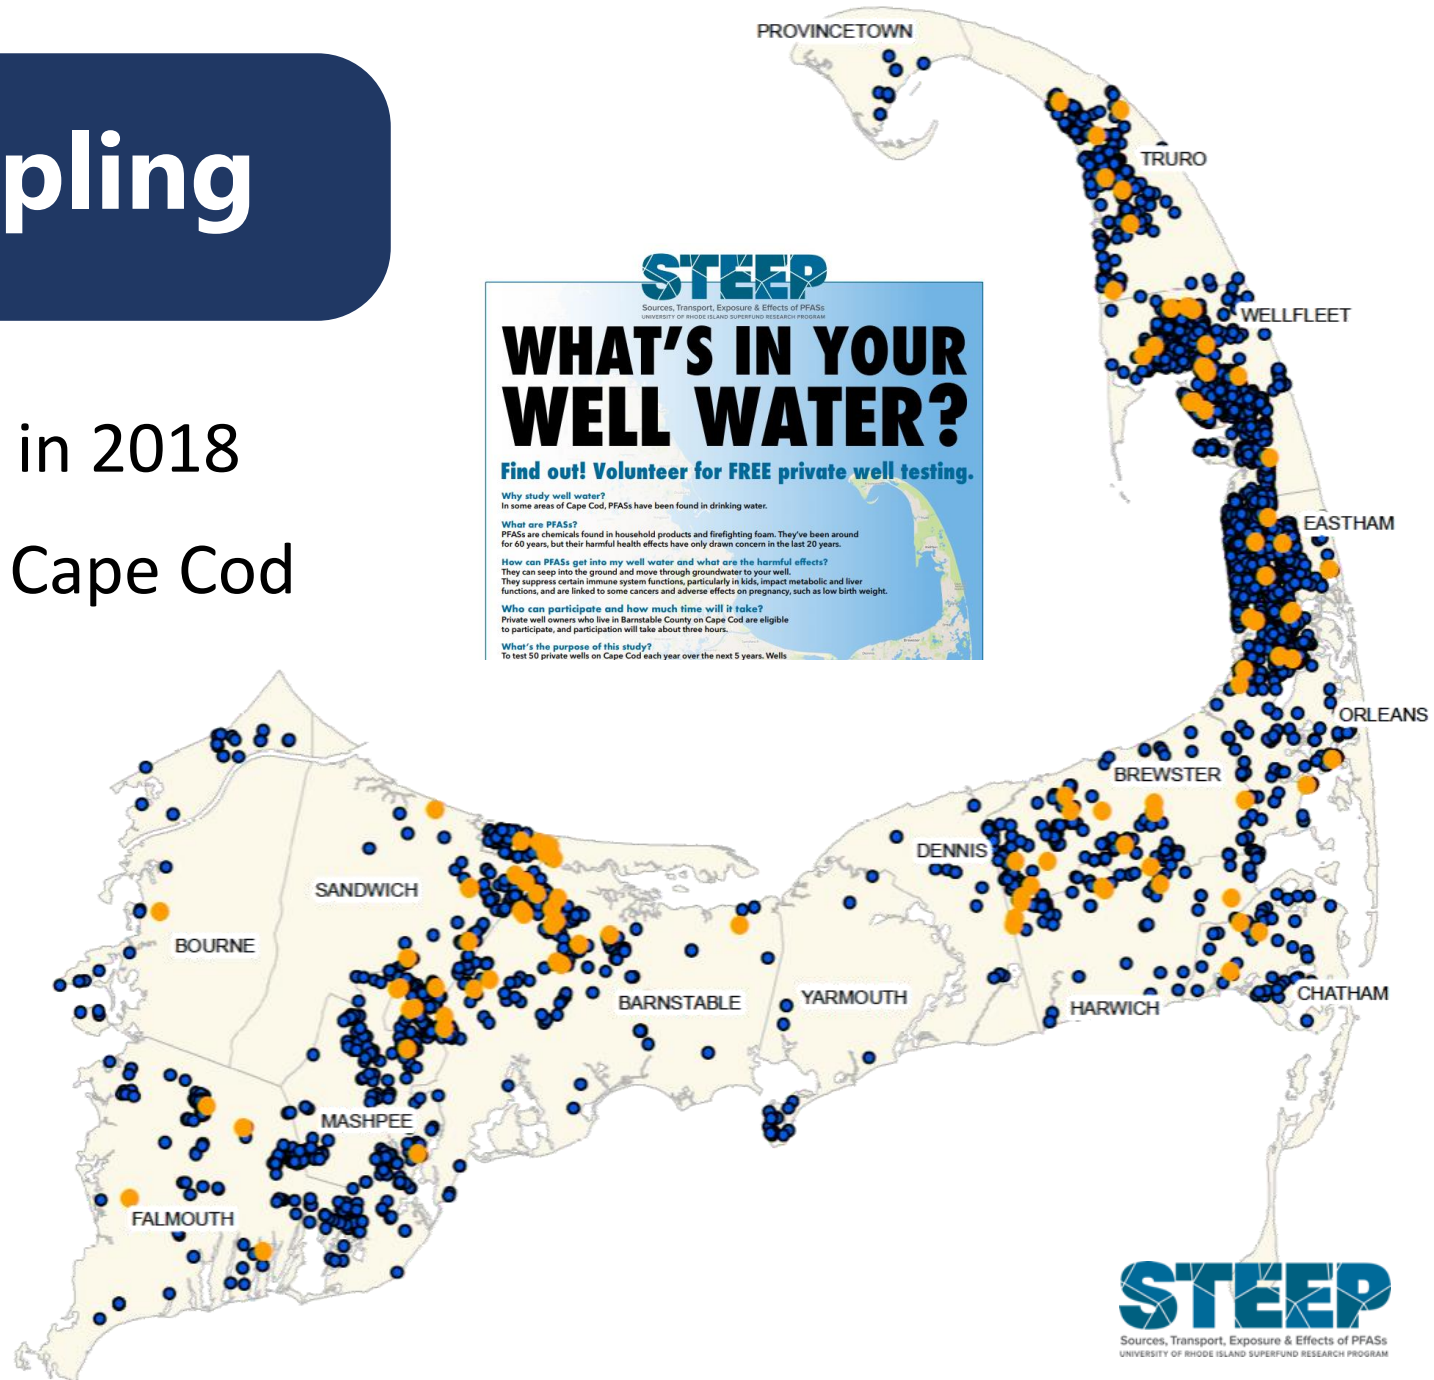 pling
in 2018
Cape Cod
STEEP
Sources, Transport, Exposure & Effects of PFASs
UNIVERSITY OF RHODE ISLAND SUPERFUND RESEARCH PROGRAM
WHAT'S IN YOUR
WELL WATER?
Find out! Volunteer for FREE private well testing.
Why study well water?
In some areas of Cape Cod, PFASs have been found in drinking water.
What are PFASs?
PFASs are chemicals found in household products and firefighting foam. They've been around
for 60 years, but their harmful health effects have only drawn concern in the last 20 years.
How can PFASs get into my well water and what are the harmful effects?
They can seep into the ground and move through groundwater to your well.
They suppress certain immune system functions, particularly in kids, impact metabolic and liver
functions, and are linked to some cancers and adverse effects on pregnancy, such as low birth weight.
Who can participate and how much time will it take?
Private well owners who live in Barnstable County on Cape Cod are eligible
to participate, and participation will take about three hours.
What's the purpose of this study?
To test 50 private wells on Cape Cod each year over the next 5 years. Wells
PROVINCETOWN
TRURO
WELLFLEET
EASTHAM
ORLEANS
BREWSTER
DENNIS
SANDWICH
BOURNE
BARNSTABLE
YARMOUTH
HARWICH
CHATHAM
MASHPEE
FALMOUTH
STEEP
Sources, Transport, Exposure & Effects of PFASs
UNIVERSITY OF RHODE ISLAND SUPERFUND RESEARCH PROGRAM